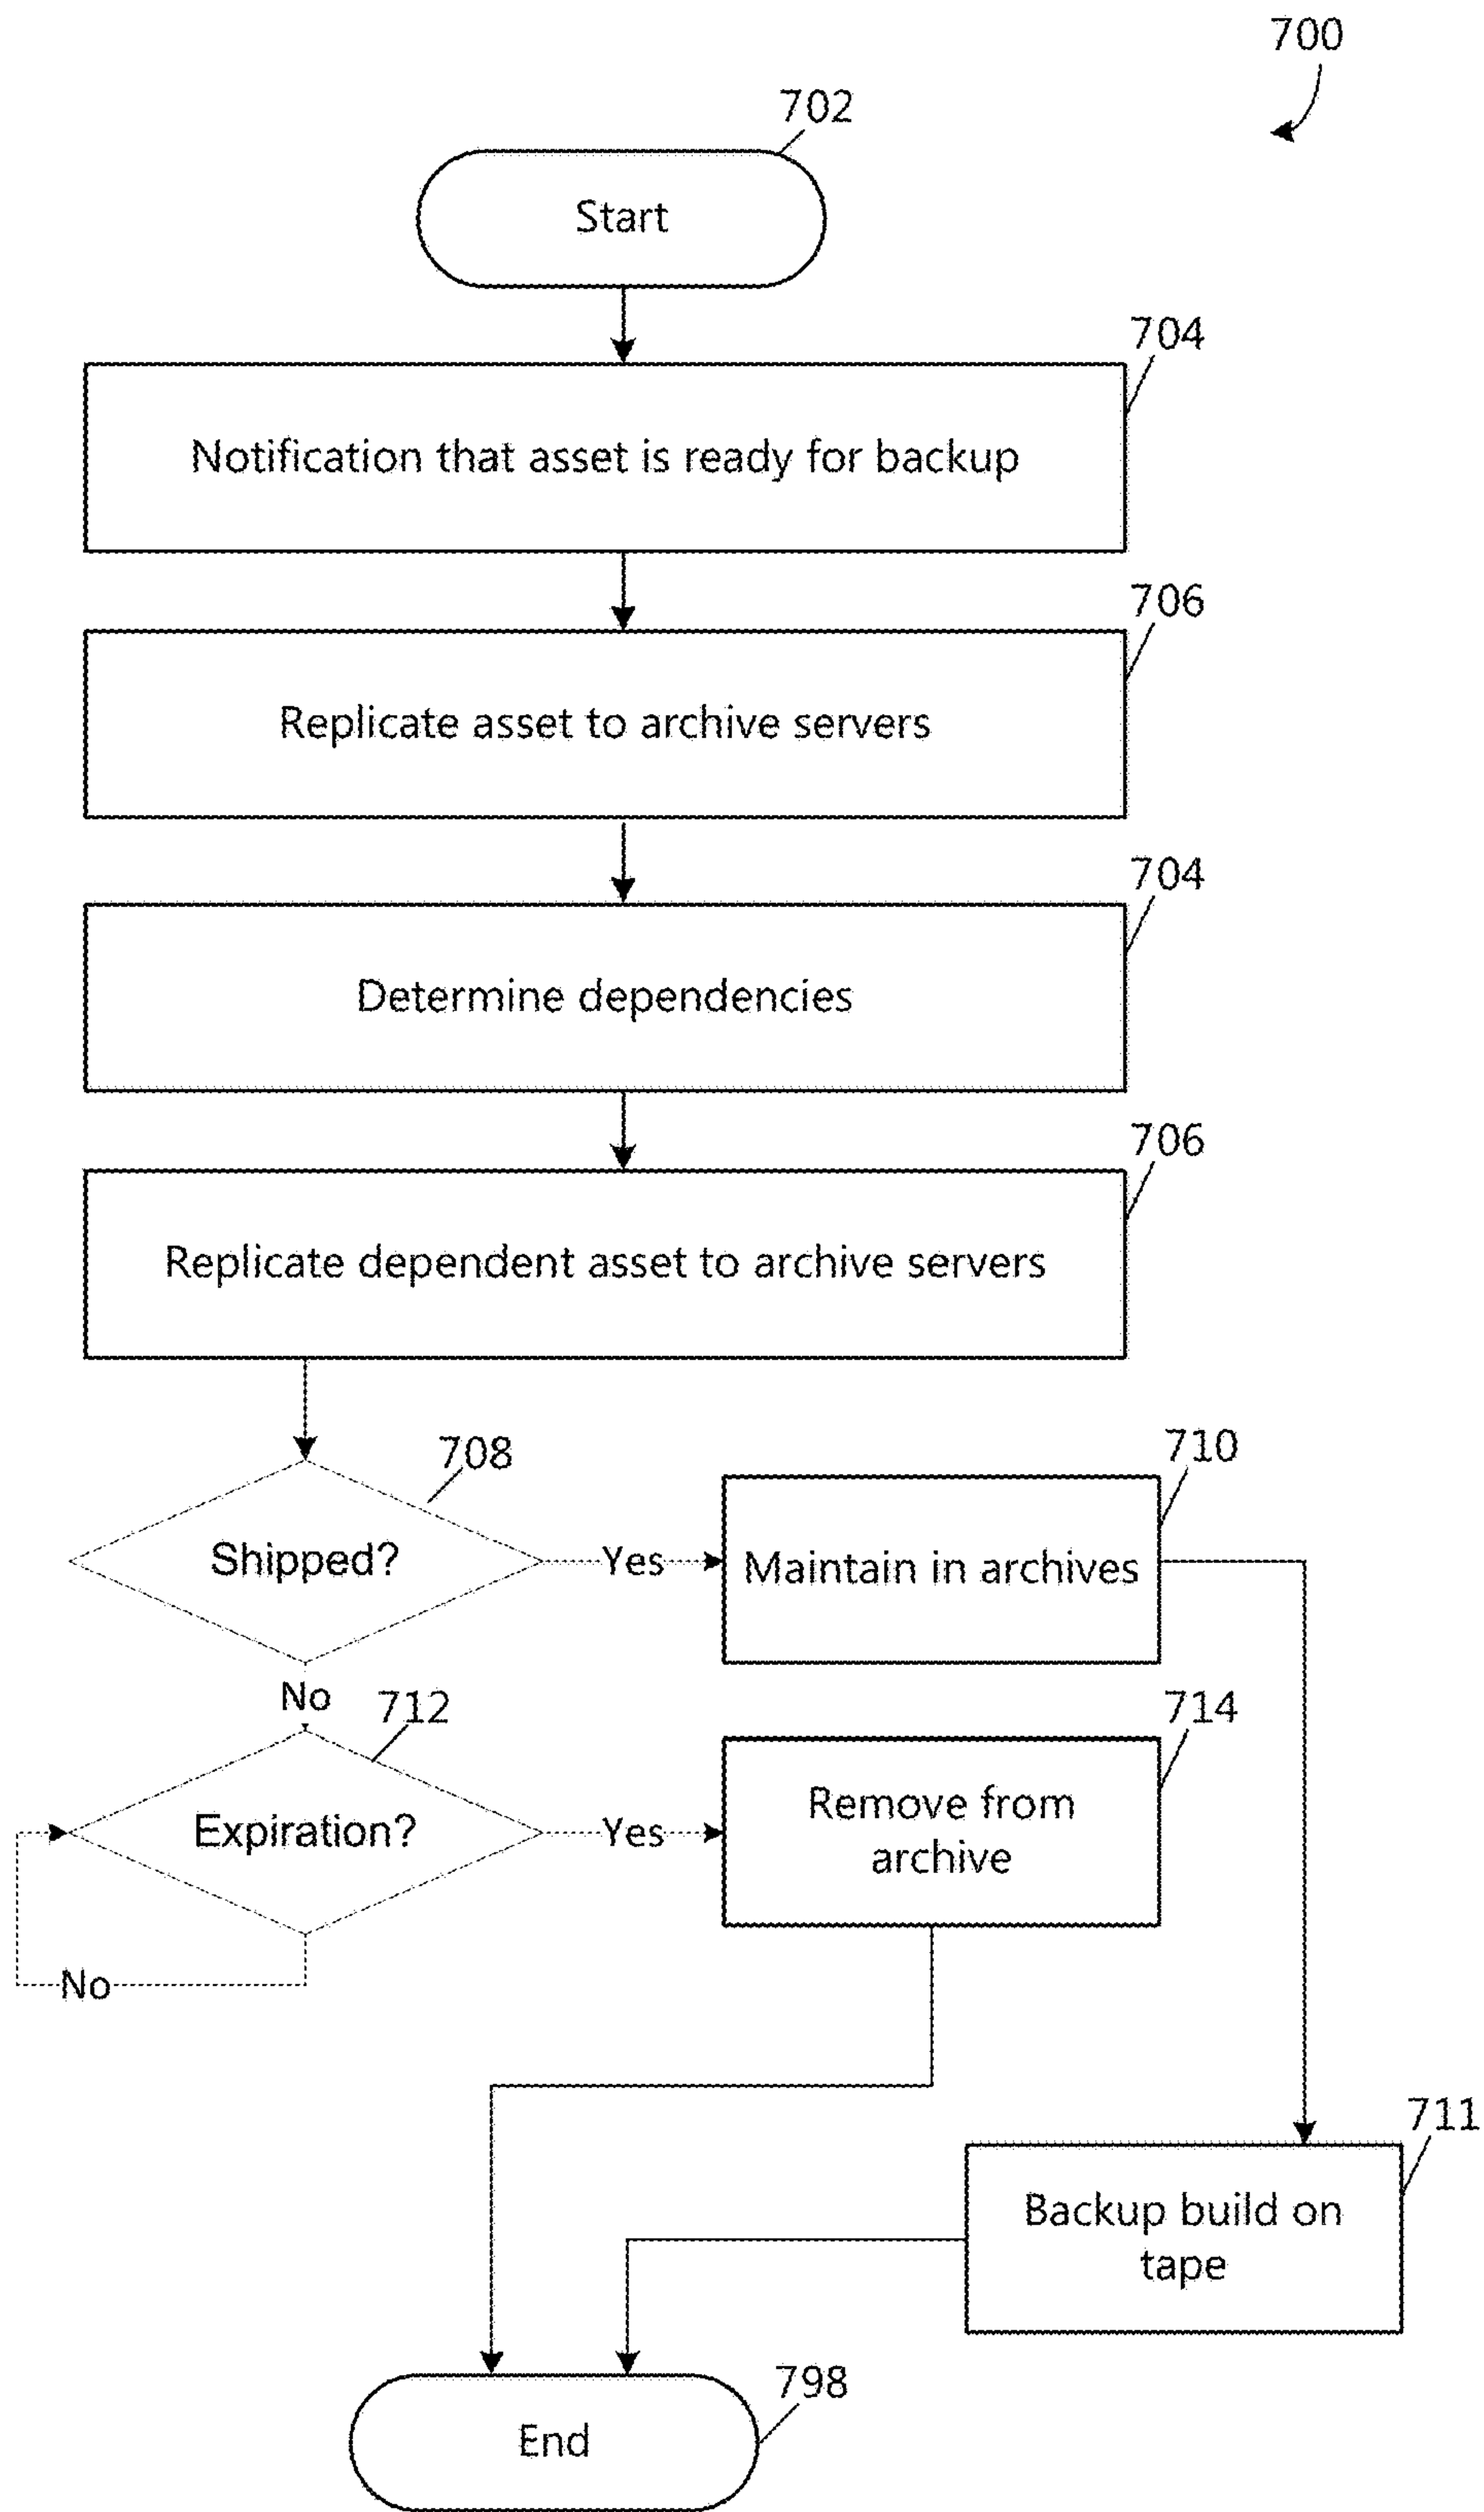 700
702
Start
704
Notification that asset is ready for backup
706
Replicate asset to archive servers
704
Determine dependencies
706
Replicate dependent asset to archive servers
708
Shipped?
Yes
710
Maintain in archives
No
712
Expiration?
Yes
714
Remove from
archive
No
711
Backup build on
tape
798
End